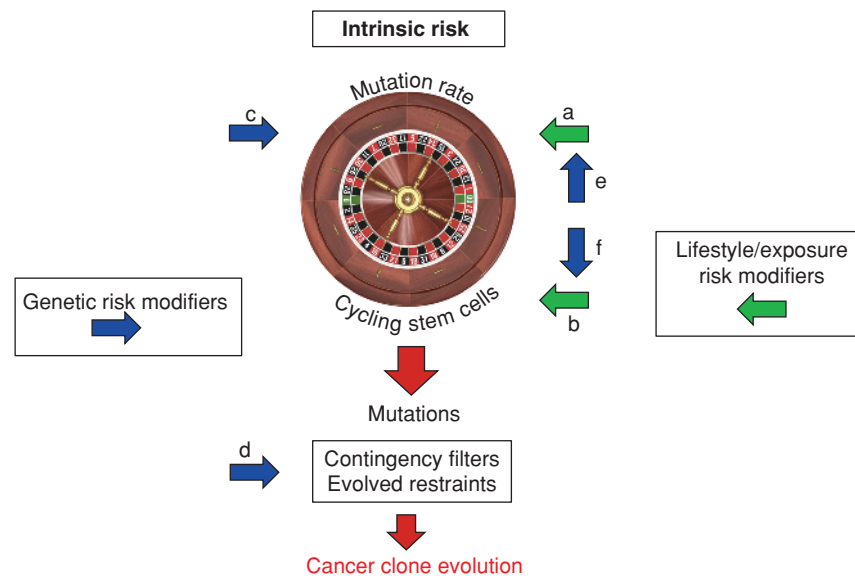 Intrinsic risk
Mutation rate
c
a
e
f
Lifestyle/exposure
risk modifiers
Genetic risk modifiers
Cycling stem cells
b
Mutations
d
Contingency filters
Evolved restraints
Cancer clone evolution